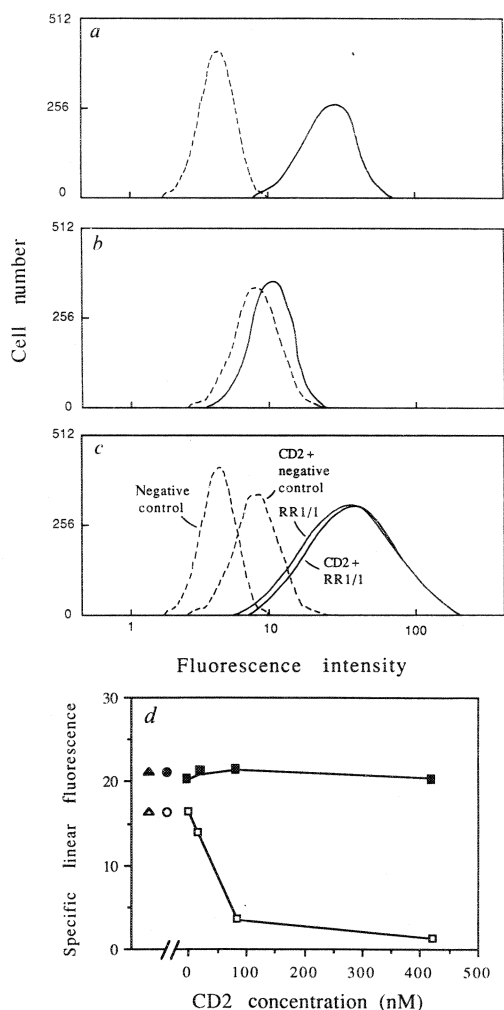 a
512
256
0
b
512
256
0
c
512
256
0
Negative
control
CD2 +
negative
control
RR1/1
CD2 +
RR1/1
1
10
100
Cell number
Fluorescence intensity
d
30
20
10
0
Specific linear fluorescence
0
100
200
300
400
500
CD2 concentration (nM)